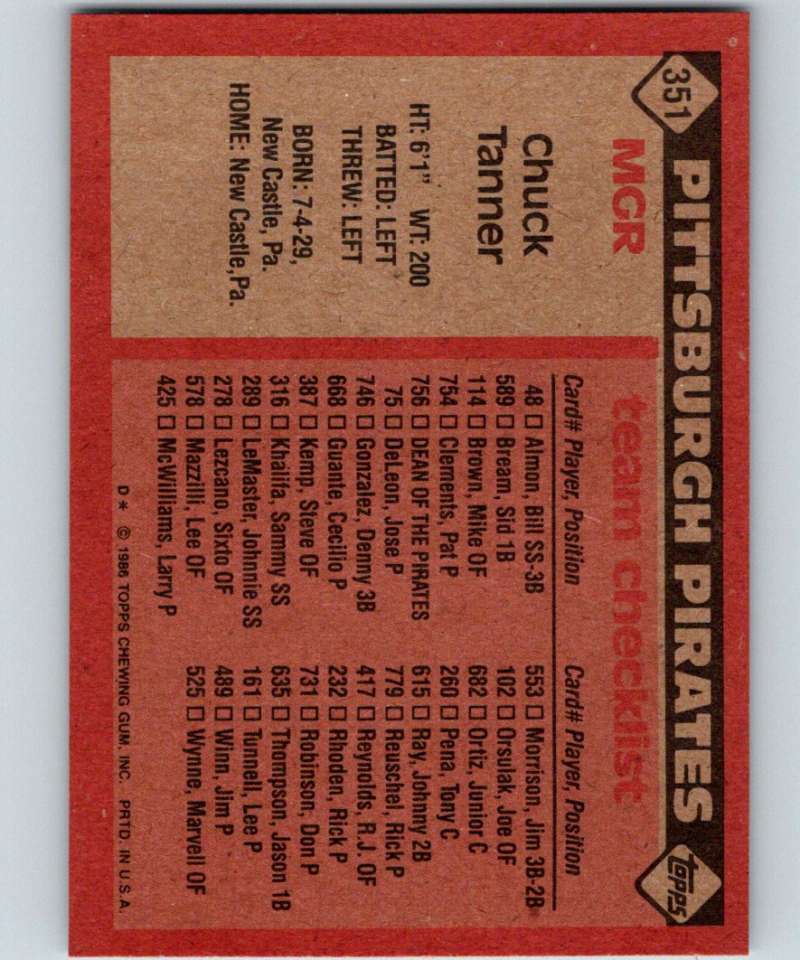 351
PITTSBURGH PIRATES
topps
MGR
Chuck
Tanner
HT: 6'1" WT: 200
BATTED: LEFT
THREW: LEFT
BORN: 7-4-29,
New Castle, Pa.
HOME: New Castle, Pa.
team checklist
Card# Player, Position
48 ☐ Almon, Bill SS-3B
589 ☐ Bream, Sid 1B
114 ☐ Brown, Mike OF
754 ☐ Clements, Pat P
756 ☐ DEAN OF THE PIRATES
75 ☐ DeLeon, Jose P
746 ☐ Gonzalez, Denny 3B
668 ☐ Guante, Cecilio P
387 ☐ Kemp, Steve OF
316 ☐ Khalifa, Sammy SS
289 ☐ LeMaster, Johnnie SS
278 ☐ Lezcano, Sixto OF
578 ☐ Mazzilli, Lee OF
425 ☐ McWilliams, Larry P
Card# Player, Position
553 ☐ Morrison, Jim 3B-2B
102 ☐ Orsulak, Joe OF
682 ☐ Ortiz, Junior C
260 ☐ Pena, Tony C
615 ☐ Ray, Johnny 2B
779 ☐ Reuschel, Rick P
417 ☐ Reynolds, R.J. OF
232 ☐ Rhoden, Rick P
731 ☐ Robinson, Don P
635 ☐ Thompson, Jason 1B
161 ☐ Tunnell, Lee P
489 ☐ Winn, Jim P
525 ☐ Wynne, Marvell OF
D* © 1986 TOPPS CHEWING GUM, INC. PRTD. IN U.S.A.